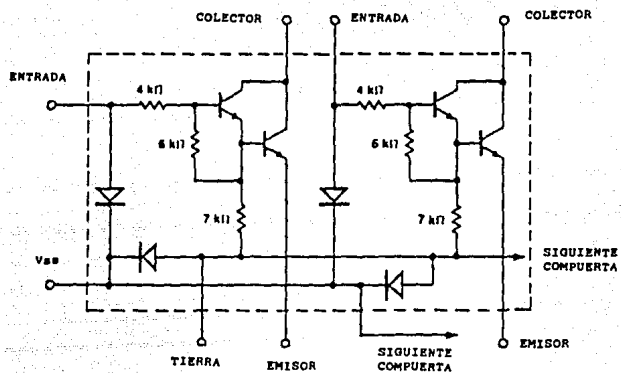 COLECTOR ENTRADA COLECTOR
ENTRADA
4 kΩ 4 kΩ
6 kΩ 6 kΩ
7 kΩ 7 kΩ
SIGUIENTE
COMPUERTA
Vss
TIERRA EMISOR SIGUIENTE
COMPUERTA
EMISOR